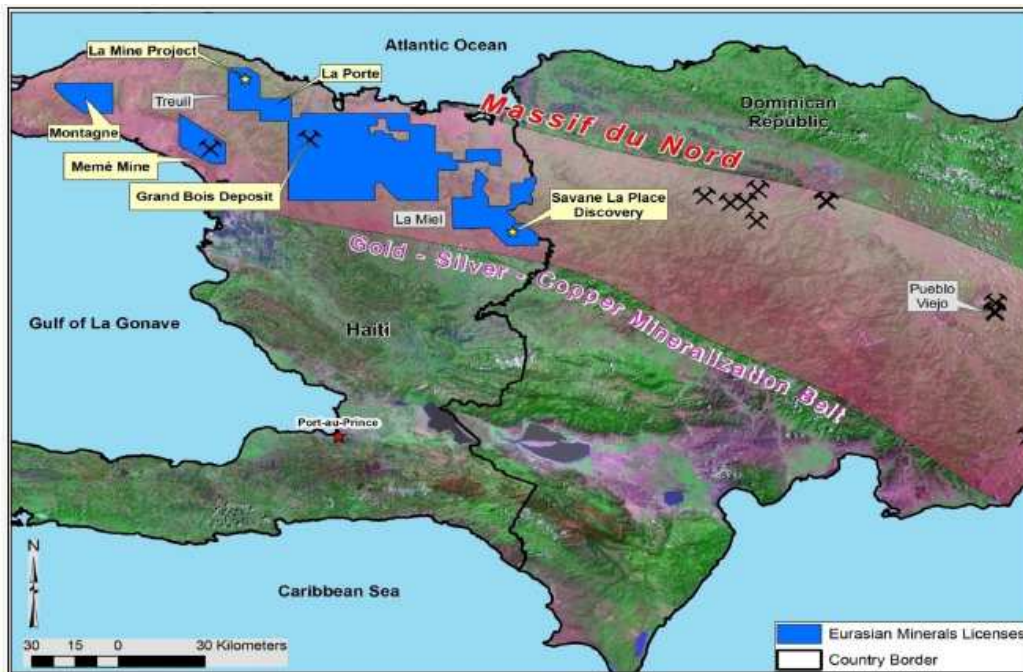 Atlantic Ocean
La Mine Project
La Porte
Treuil
Montagne
Memé Mine
Grand Bois Deposit
Massif du Nord
Dominican
Républic
Savane La Place
Discovery
La Miel
Gold - Silver - Copper Mineralization Belt
Pueblo
Viejo
Gulf of La Gonave
Haiti
Port-au-Prince
Caribbean Sea
N
30 15 0 30 Kilometers
Eurasian Minerals Licenses
Country Border